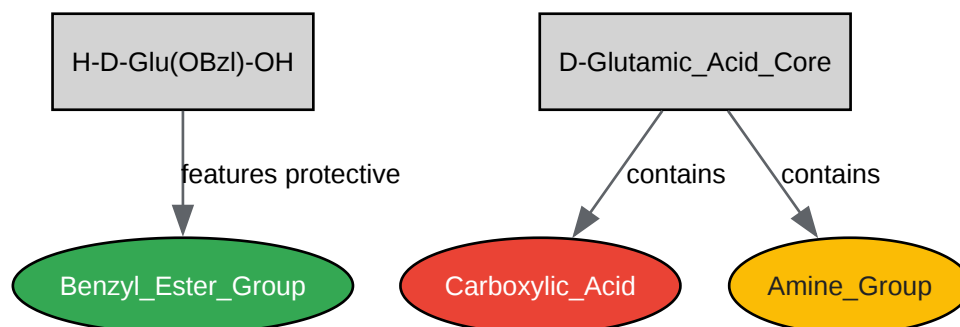 H-D-Glu(OBzl)-OH
D-Glutamic_Acid_Core
features protective
contains
contains
Benzyl_Ester_Group
Carboxylic_Acid
Amine_Group